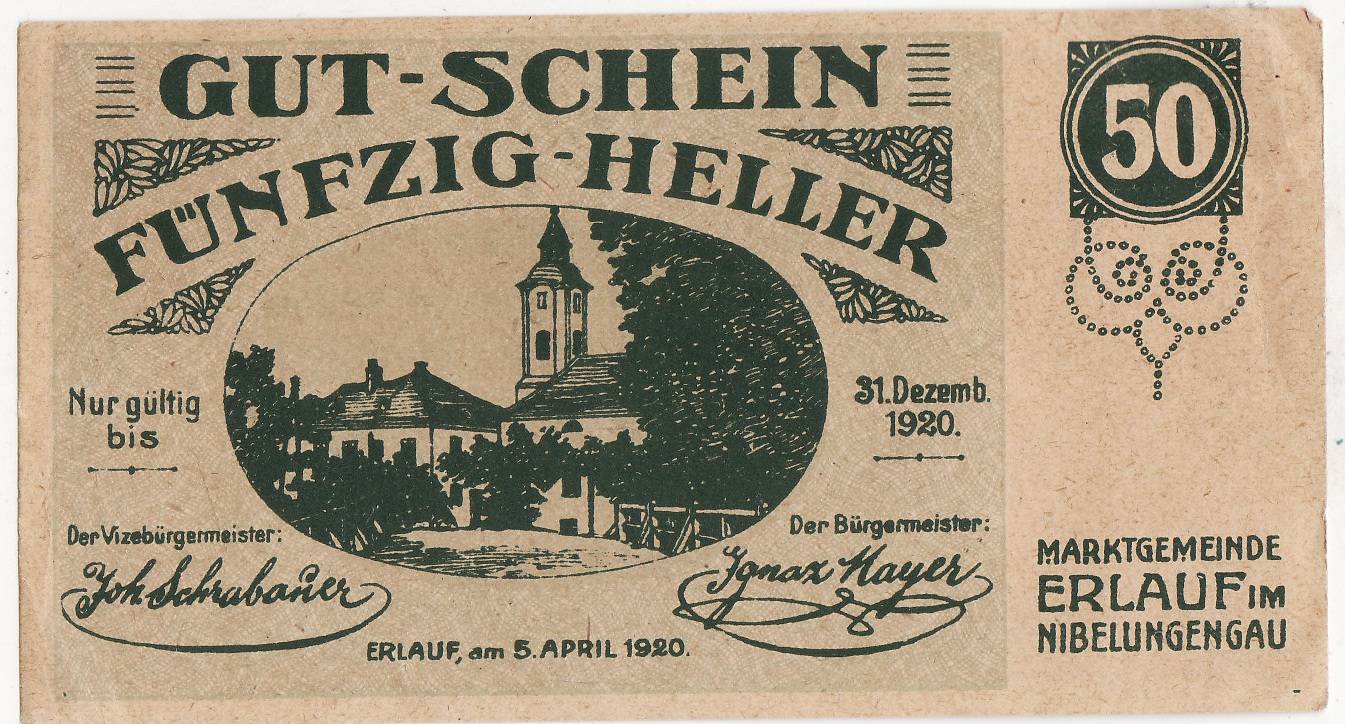 GUT-SCHEIN
FÜNFZIG-HELLER
50
Nur gültig
bis
31. Dezemb.
1920.
Der Vizebürgermeister:
Joh. Schrabauer
Der Bürgermeister:
Ignaz Mayer
ERLAUF, am 5. APRIL 1920.
MARKTGEMEINDE
ERLAUF IM
NIBELUNGENGAU